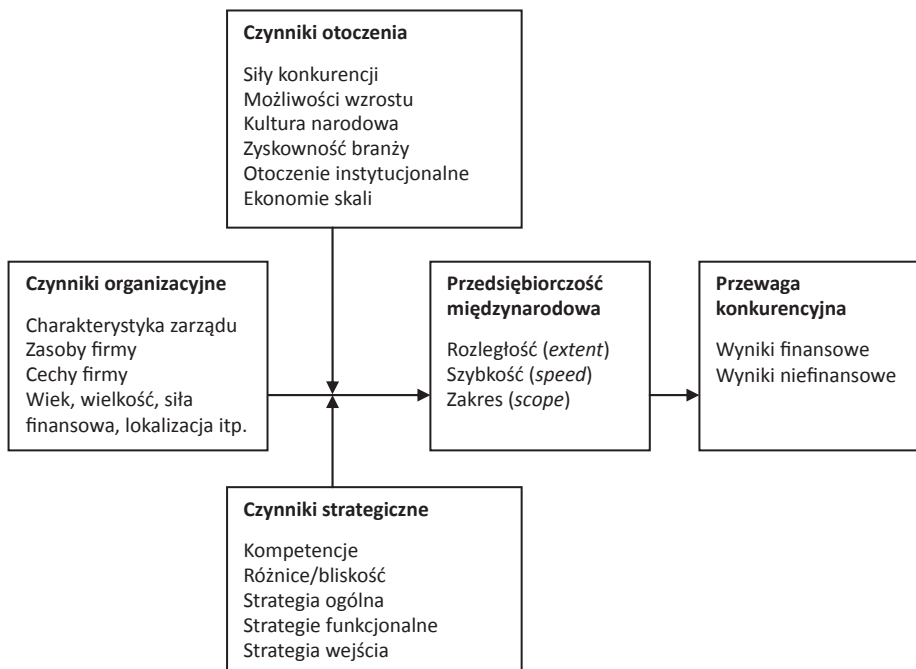 Czynniki otoczenia
Siły konkurencji
Możliwości wzrostu
Kultura narodowa
Zyskowność branży
Otoczenie instytucjonalne
Ekonomie skali
Czynniki organizacyjne
Charakterystyka zarządu
Zasoby firmy
Cechy firmy
Wiek, wielkość, siła
finansowa, lokalizacja itp.
Przedsiębiorczość
międzynarodowa
Rozległość (extent)
Szybkość (speed)
Zakres (scope)
Przewaga
konkurencyjna
Wyniki finansowe
Wyniki niefinansowe
Czynniki strategiczne
Kompetencje
Różnice/bliskość
Strategia ogólna
Strategie funkcjonalne
Strategia wejścia